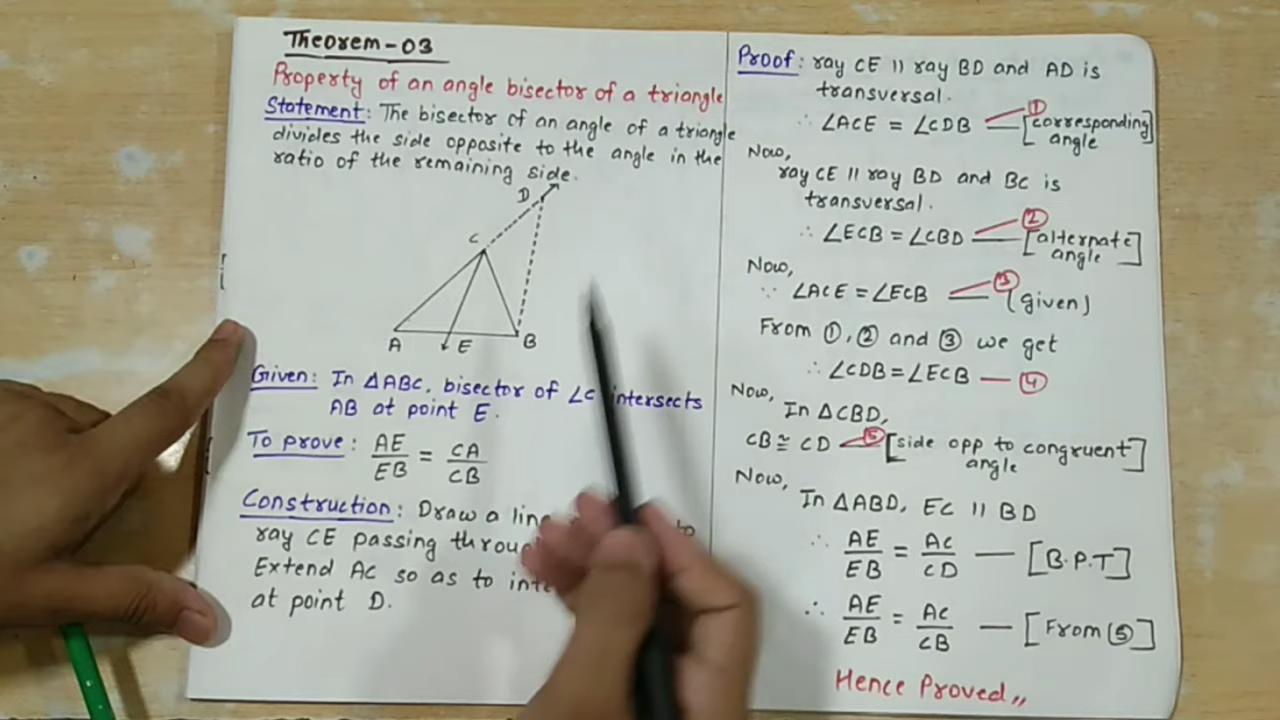 Theorem-03
Property of an angle bisector of a triangle
Statement: The bisector of an angle of a triangle
divides the side opposite to the angle in the
ratio of the remaining side.
D
C
A E B
Given: In △ABC, bisector of ∠C intersects
AB at point E.
To prove: AE/EB = CA/CB
Construction: Draw a line to
ray CE passing
Extend AC so as to
at point D.
Proof: ray CE || ray BD and AD is
transversal.
∴ ∠ACE = ∠CDB — ① [corresponding
angle]
Now,
ray CE || ray BD and BC is
transversal.
∴ ∠ECB = ∠CBD — ② [alternate
angle]
Now,
∵ ∠ACE = ∠ECB — ③ (given)
From ①, ② and ③ we get
∴ ∠CDB = ∠ECB — ④
Now,
In △CBD,
CB ≅ CD — ⑤ [side opp to congruent
angle]
Now,
In △ABD, EC || BD
∴ AE/EB = AC/CD — [B.P.T]
∴ AE/EB = AC/CB — [From ⑤]
Hence Proved,,